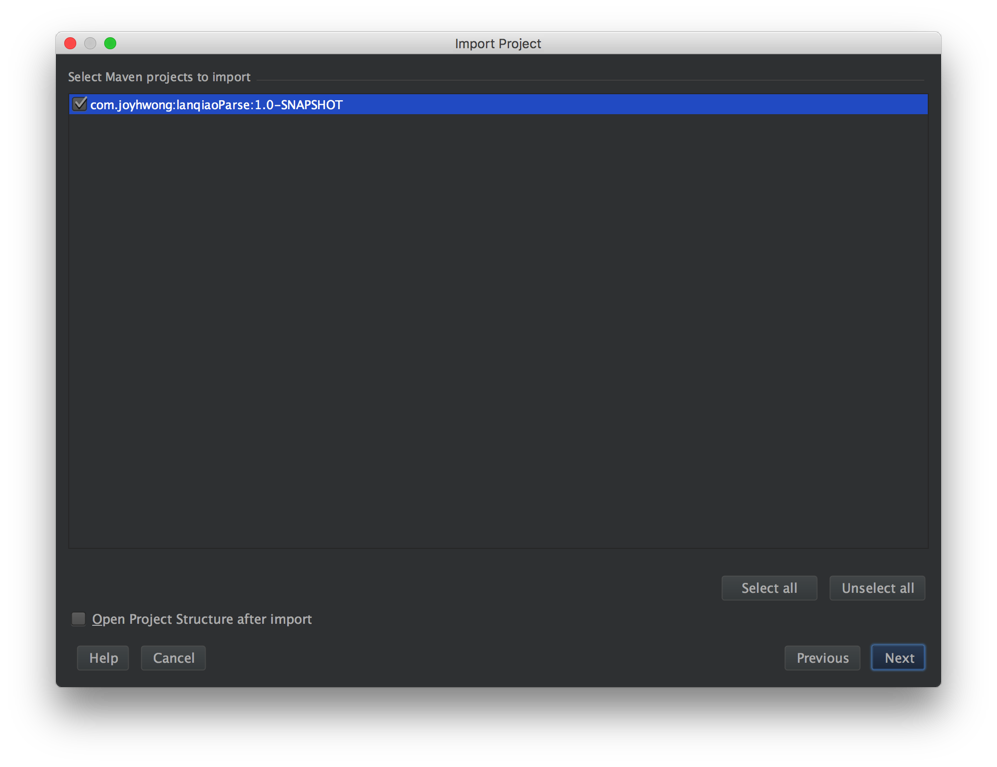 Import Project
Select Maven projects to import
com.joyhwong:lanqiaoParse:1.0-SNAPSHOT
Select all Unselect all
Open Project Structure after import
Help Cancel Previous Next